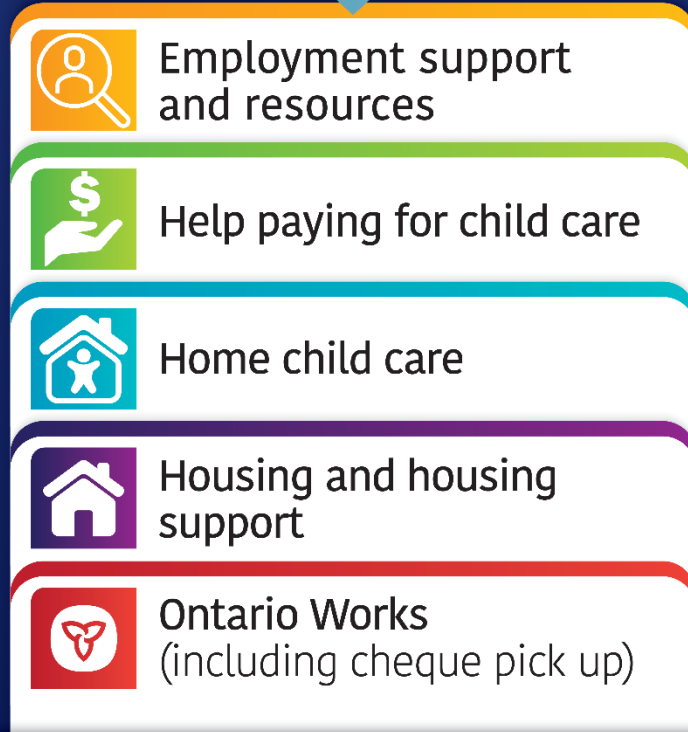 Employment support
and resources
$
Help paying for child care
Home child care
Housing and housing
support
Ontario Works
(including cheque pick up)